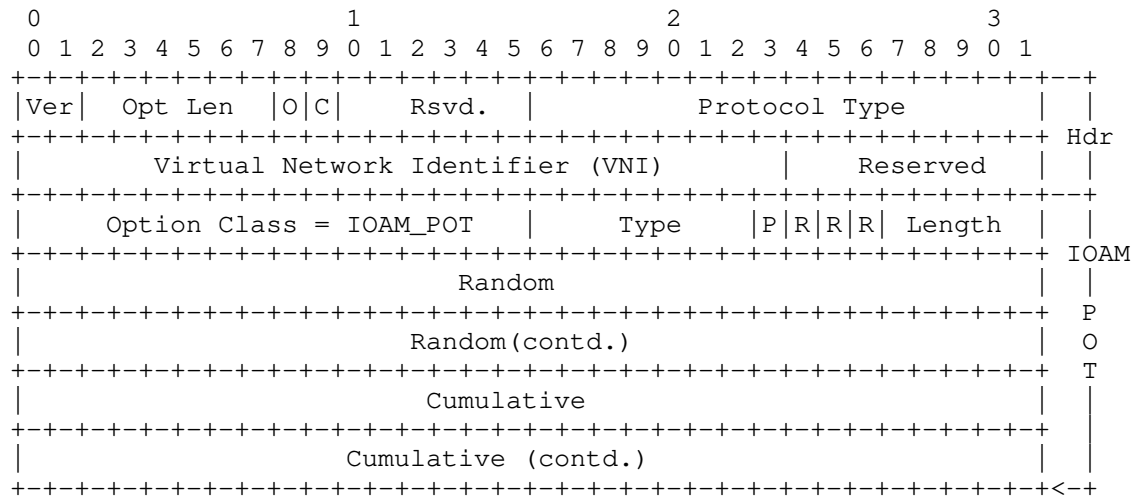 0                   1                   2                   3
 0 1 2 3 4 5 6 7 8 9 0 1 2 3 4 5 6 7 8 9 0 1 2 3 4 5 6 7 8 9 0 1
+-+-+-+-+-+-+-+-+-+-+-+-+-+-+-+-+-+-+-+-+-+-+-+-+-+-+-+-+-+-+-+-+--+
|Ver|  Opt Len  |O|C|    Rsvd.  |          Protocol Type        |  |
+-+-+-+-+-+-+-+-+-+-+-+-+-+-+-+-+-+-+-+-+-+-+-+-+-+-+-+-+-+-+-+-+ Hdr
|        Virtual Network Identifier (VNI)       |    Reserved   |  |
+-+-+-+-+-+-+-+-+-+-+-+-+-+-+-+-+-+-+-+-+-+-+-+-+-+-+-+-+-+-+-+-+--+
|     Option Class = IOAM_POT   |     Type    |P|R|R|R| Length  |  |
+-+-+-+-+-+-+-+-+-+-+-+-+-+-+-+-+-+-+-+-+-+-+-+-+-+-+-+-+-+-+-+-+ IOAM
|                           Random                              |  |
+-+-+-+-+-+-+-+-+-+-+-+-+-+-+-+-+-+-+-+-+-+-+-+-+-+-+-+-+-+-+-+-+  P
|                        Random(contd.)                         |  O
+-+-+-+-+-+-+-+-+-+-+-+-+-+-+-+-+-+-+-+-+-+-+-+-+-+-+-+-+-+-+-+-+  T
|                         Cumulative                            |  |
+-+-+-+-+-+-+-+-+-+-+-+-+-+-+-+-+-+-+-+-+-+-+-+-+-+-+-+-+-+-+-+-+  |
|                    Cumulative (contd.)                        |  |
+-+-+-+-+-+-+-+-+-+-+-+-+-+-+-+-+-+-+-+-+-+-+-+-+-+-+-+-+-+-+-+-+<-+